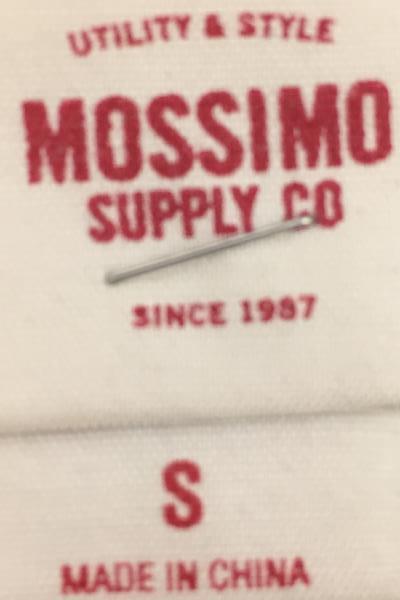 UTILITY & STYLE
MOSSIMO
SUPPLY CO
SINCE 1987
S
MADE IN CHINA